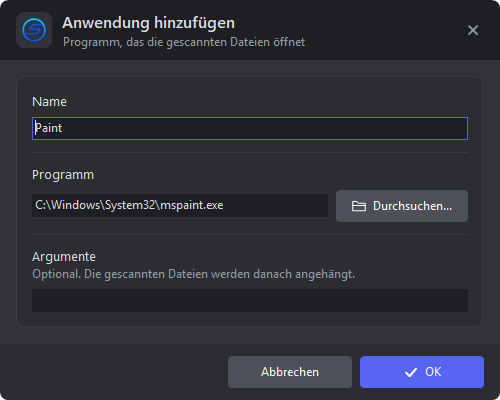 Anwendung hinzufügen
Programm, das die gescannten Dateien öffnet
Name
Paint
Programm
C:\Windows\System32\mspaint.exe
Durchsuchen...
Argumente
Optional. Die gescannten Dateien werden danach angehängt.
Abbrechen
OK